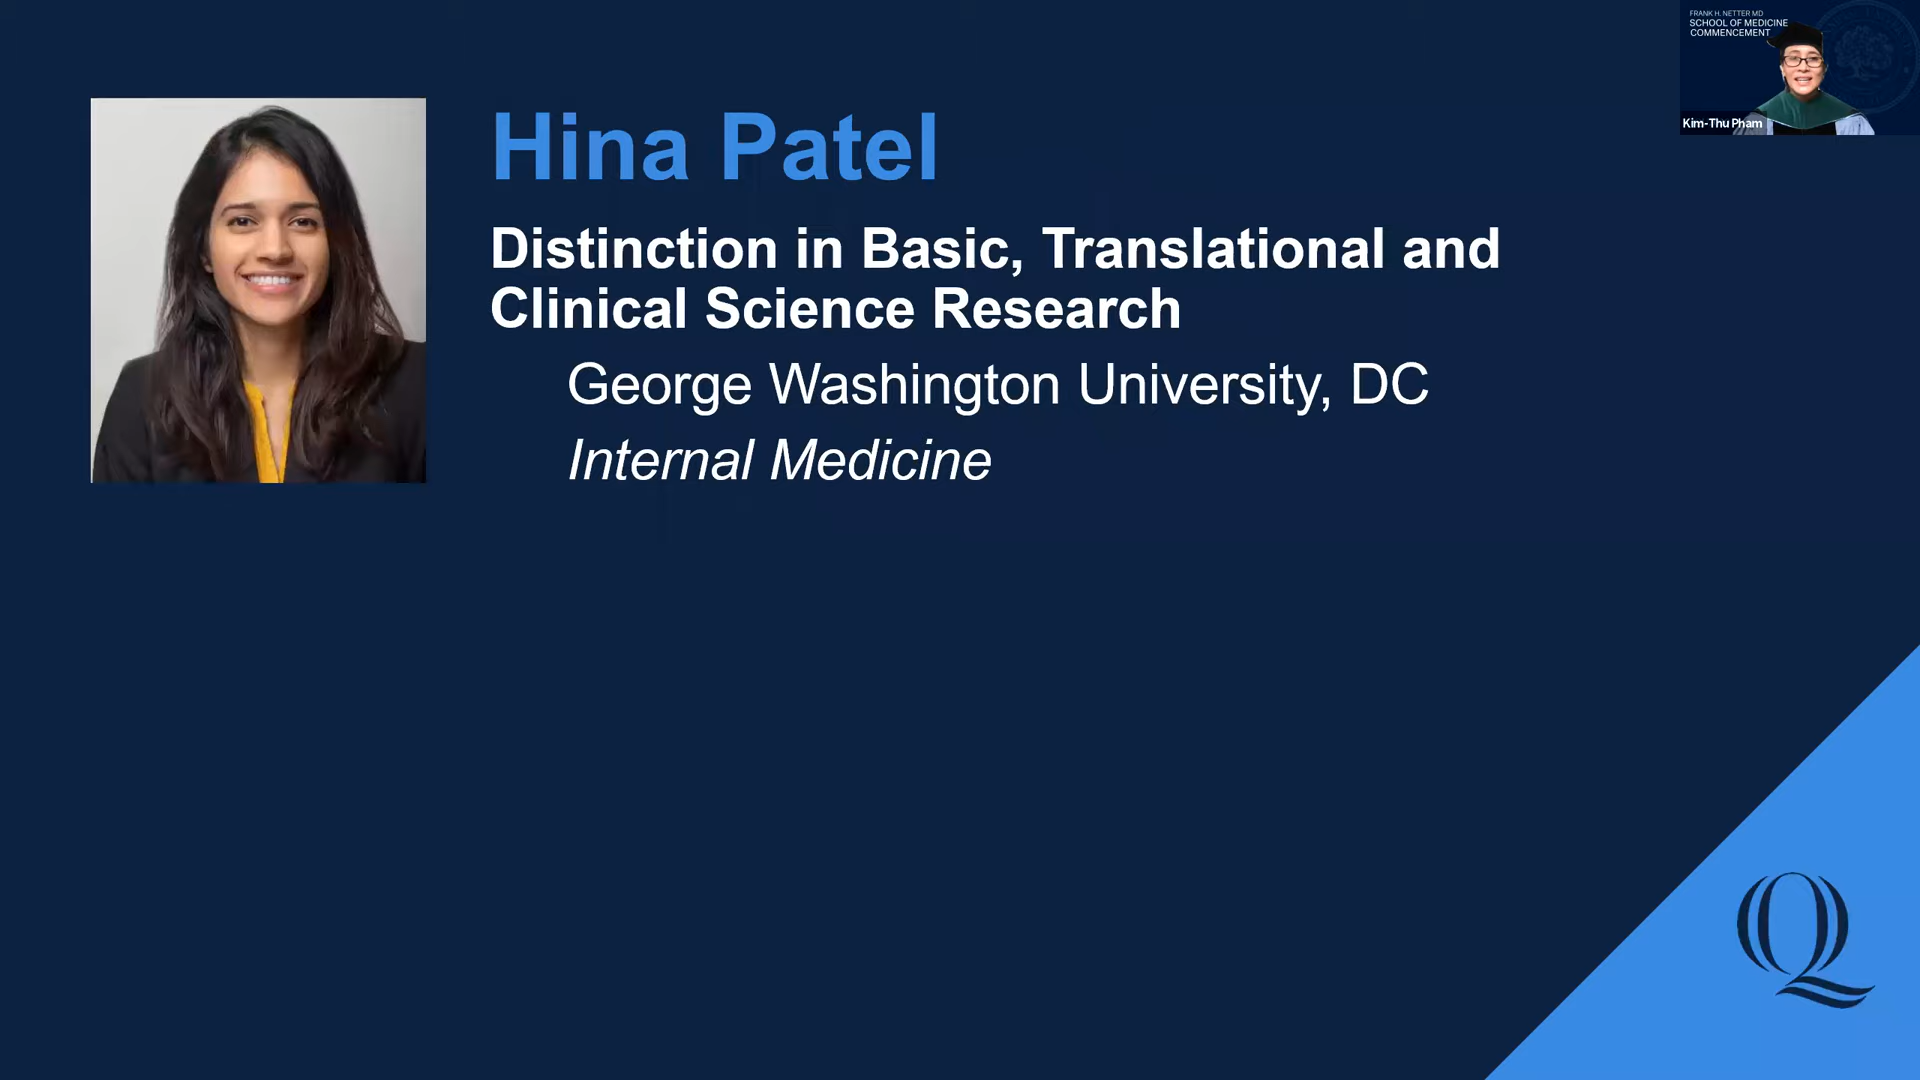 Hina Patel
Distinction in Basic, Translational and
Clinical Science Research
George Washington University, DC
Internal Medicine
FRANK H. NETTER MD
SCHOOL OF MEDICINE
COMMENCEMENT
Kim-Thu Pham
Q